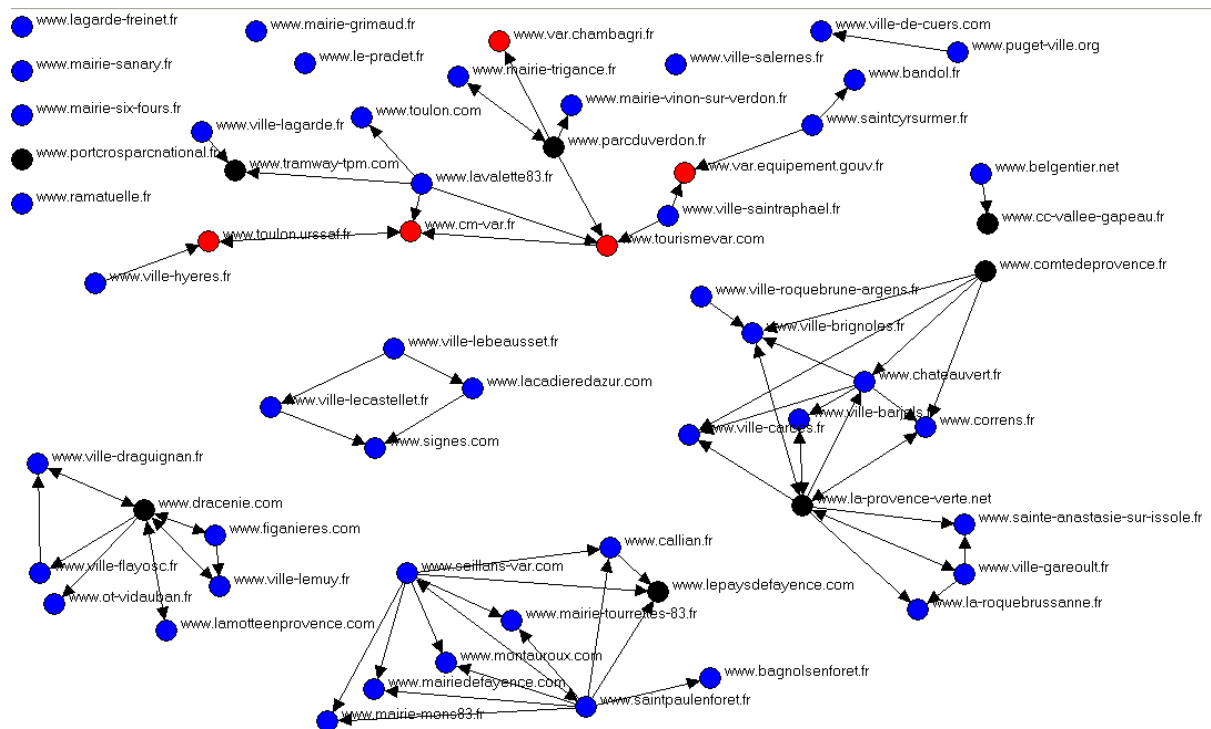 www.lagarde-freinet.fr
www.mairie-grimaud.fr
www.ville-de-cuers.com
www.var.chambagri.fr
www.puget-ville.org
www.le-pradet.fr
www.ville-salernes.fr
www.mairie-sanary.fr
www.mairie-trigance.fr
www.bandol.fr
www.mairie-vinon-sur-verdon.fr
www.mairie-six-fours.fr
www.toulon.com
www.saintcyrsurmer.fr
www.ville-lagarde.fr
www.parcduverdon.fr
www.portcrosparcnational.fr
www.tramway-tpm.com
www.var.equipement.gouv.fr
www.belgentier.net
www.lavalette83.fr
www.ramatuelle.fr
www.ville-saintraphael.fr
www.cc-vallee-gapeau.fr
www.cm-var.fr
www.toulon.urssaf.fr
www.tourismevar.com
www.comtedeprovence.fr
www.ville-hyeres.fr
www.ville-roquebrune-argens.fr
www.ville-brignoles.fr
www.ville-lebeausset.fr
www.chateauvert.fr
www.lacadieredazur.com
www.ville-lecastellet.fr
www.ville-barjols.fr
www.correns.fr
www.ville-carces.fr
www.signes.com
www.ville-draguignan.fr
www.la-provence-verte.net
www.dracenie.com
www.sainte-anastasie-sur-issole.fr
www.figanieres.com
www.callian.fr
www.seillans-var.com
www.ville-flayosc.fr
www.ville-gareoult.fr
www.ville-lemuy.fr
www.lepaysdefayence.com
www.ot-vidauban.fr
www.la-roquebrussanne.fr
www.mairie-tourrettes-83.fr
www.lamotteenprovence.com
www.montauroux.com
www.bagnolsenforet.fr
www.mairiedefayence.com
www.saintpaulenforet.fr
www.mairie-mons83.fr